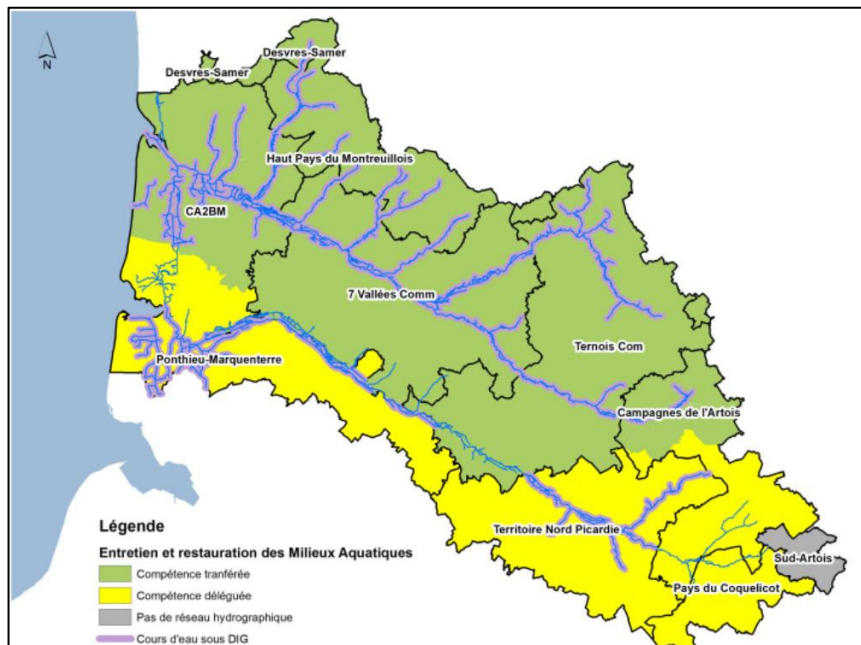 N
Desvres-Samer
Desvres-Samer
Haut Pays du Montreuillois
CA2BM
7 Vallées Comm
Ternois Com
Ponthieu-Marquenterre
Campagnes de l'Artois
Territoire Nord Picardie
Sud-Artois
Pays du Coquelicot
Légende
Entretien et restauration des Milieux Aquatiques
Compétence tranférée
Compétence déléguée
Pas de réseau hydrographique
Cours d'eau sous DIG